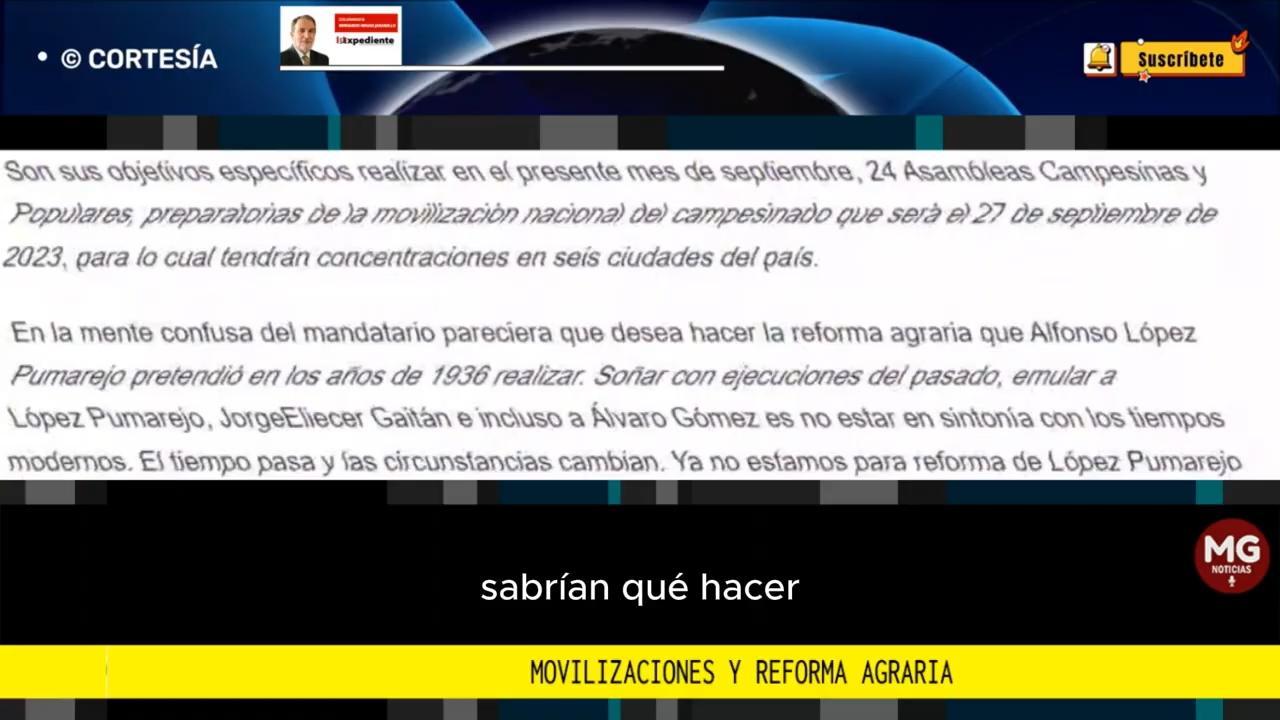 • © CORTESÍA
Expediente
Suscríbete
Son sus objetivos específicos realizar en el presente mes de septiembre, 24 Asambleas Campesinas y
Populares, preparatorias de la movilización nacional del campesinado que será el 27 de septiembre de
2023, para lo cual tendrán concentraciones en seis ciudades del país.
En la mente confusa del mandatario pareciera que desea hacer la reforma agraria que Alfonso López
Pumarejo pretendió en los años de 1936 realizar. Soñar con ejecuciones del pasado, emular a
López Pumarejo, JorgeEliecer Gaitán e incluso a Álvaro Gómez es no estar en sintonía con los tiempos
modernos. El tiempo pasa y las circunstancias cambian. Ya no estamos para reforma de López Pumarejo
MG
NOTICIAS
sabrían qué hacer
MOVILIZACIONES Y REFORMA AGRARIA